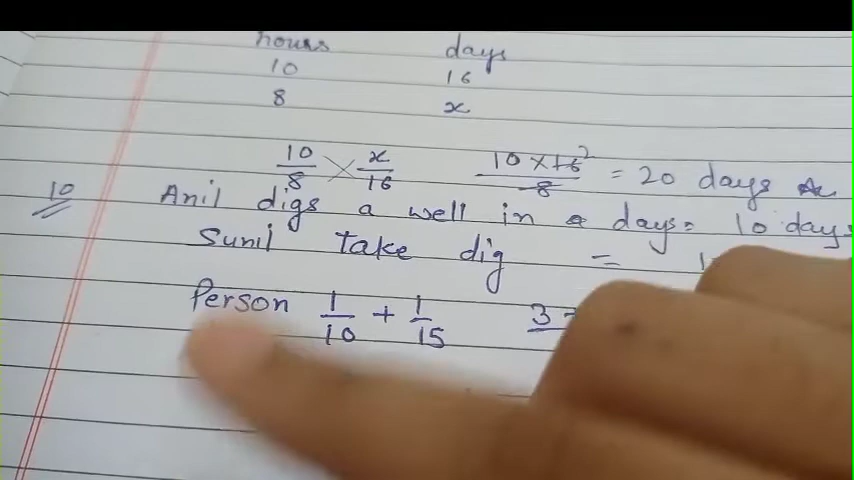 hours days
10 16
8 x
10/8 × x/16 10 × 16 2 / 8 = 20 days
10 Anil digs a well in a days = 10 days
Sunil take dig =
Person 1/10 + 1/15 3